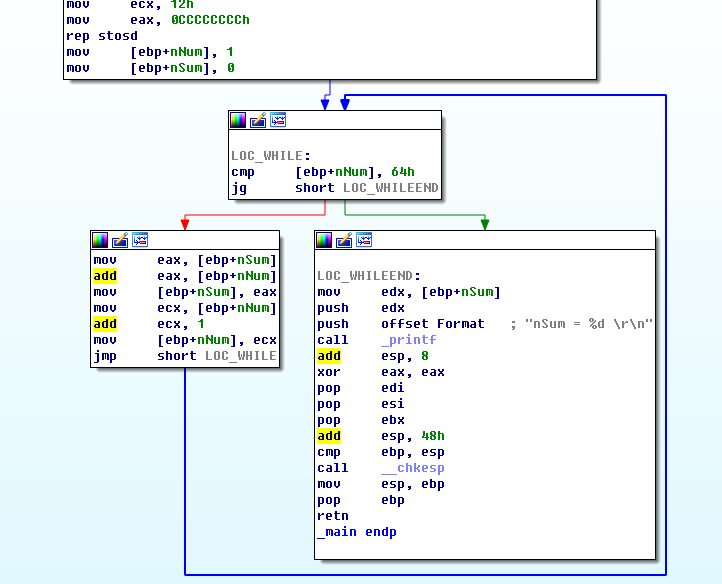 mov ecx, 12h
mov eax, 0CCCCCCCCh
rep stosd
mov [ebp+nNum], 1
mov [ebp+nSum], 0
LOC_WHILE:
cmp [ebp+nNum], 64h
jg short LOC_WHILEEND
mov eax, [ebp+nSum]
add eax, [ebp+nNum]
mov [ebp+nSum], eax
mov ecx, [ebp+nNum]
add ecx, 1
mov [ebp+nNum], ecx
jmp short LOC_WHILE
LOC_WHILEEND:
mov edx, [ebp+nSum]
push edx
push offset Format ; "nSum = %d \r\n"
call _printf
add esp, 8
xor eax, eax
pop edi
pop esi
pop ebx
add esp, 48h
cmp ebp, esp
call __chkesp
mov esp, ebp
pop ebp
retn
_main endp